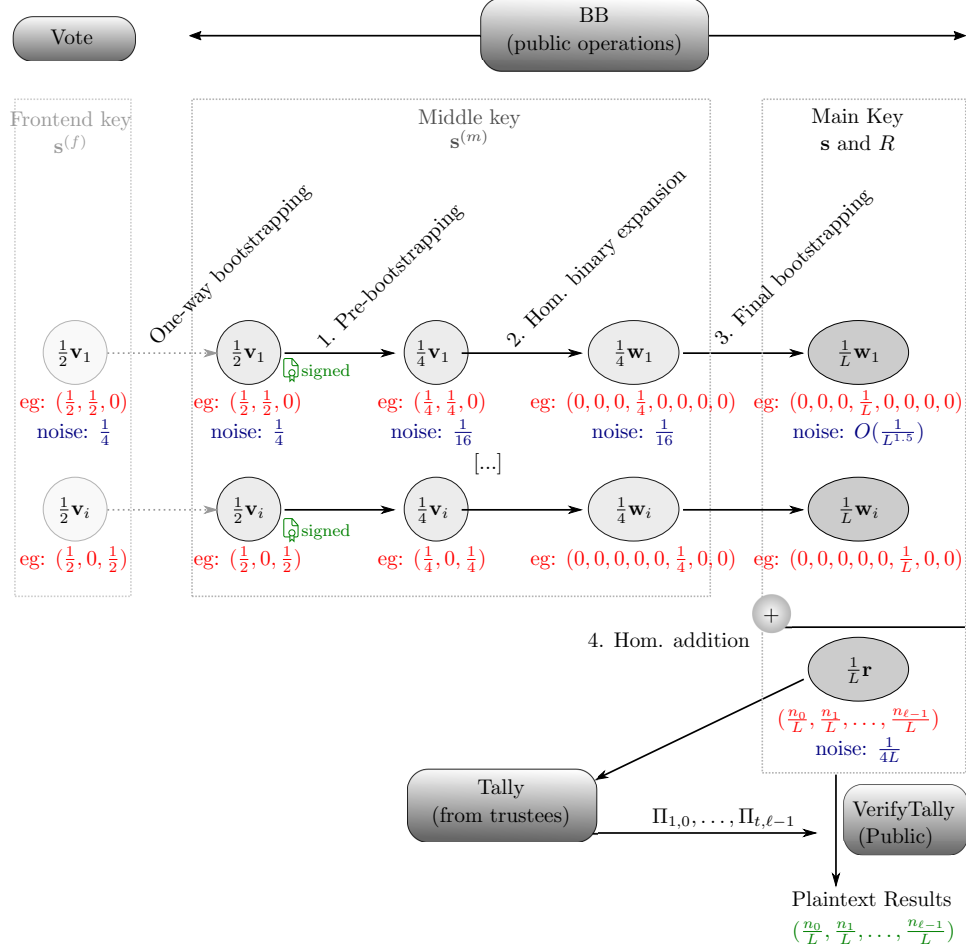 Vote
BB
(public operations)
Frontend key
s^(f)
Middle key
s^(m)
Main Key
s and R
One-way bootstrapping
1. Pre-bootstrapping
2. Hom. binary expansion
3. Final bootstrapping
½v₁ ½v₁ ¼v₁ ¼w₁ 1/L w₁
signed
eg: (½, ½, 0) eg: (½, ½, 0) eg: (¼, ¼, 0) eg: (0, 0, 0, ¼, 0, 0, 0, 0) eg: (0, 0, 0, 1/L, 0, 0, 0, 0)
noise: ¼ noise: ¼ noise: 1/16 noise: 1/16 noise: O(1/L^1.5)
[...]
½vᵢ ½vᵢ ¼vᵢ ¼wᵢ 1/L wᵢ
signed
eg: (½, 0, ½) eg: (½, 0, ½) eg: (¼, 0, ¼) eg: (0, 0, 0, 0, 0, ¼, 0, 0) eg: (0, 0, 0, 0, 0, 1/L, 0, 0)
+
4. Hom. addition
1/L r
(n₀/L, n₁/L, . . . , n_{ℓ−1}/L)
noise: 1/4L
Tally
(from trustees)
Π_{1,0}, . . . , Π_{t,ℓ−1}
VerifyTally
(Public)
Plaintext Results
(n₀/L, n₁/L, . . . , n_{ℓ−1}/L)